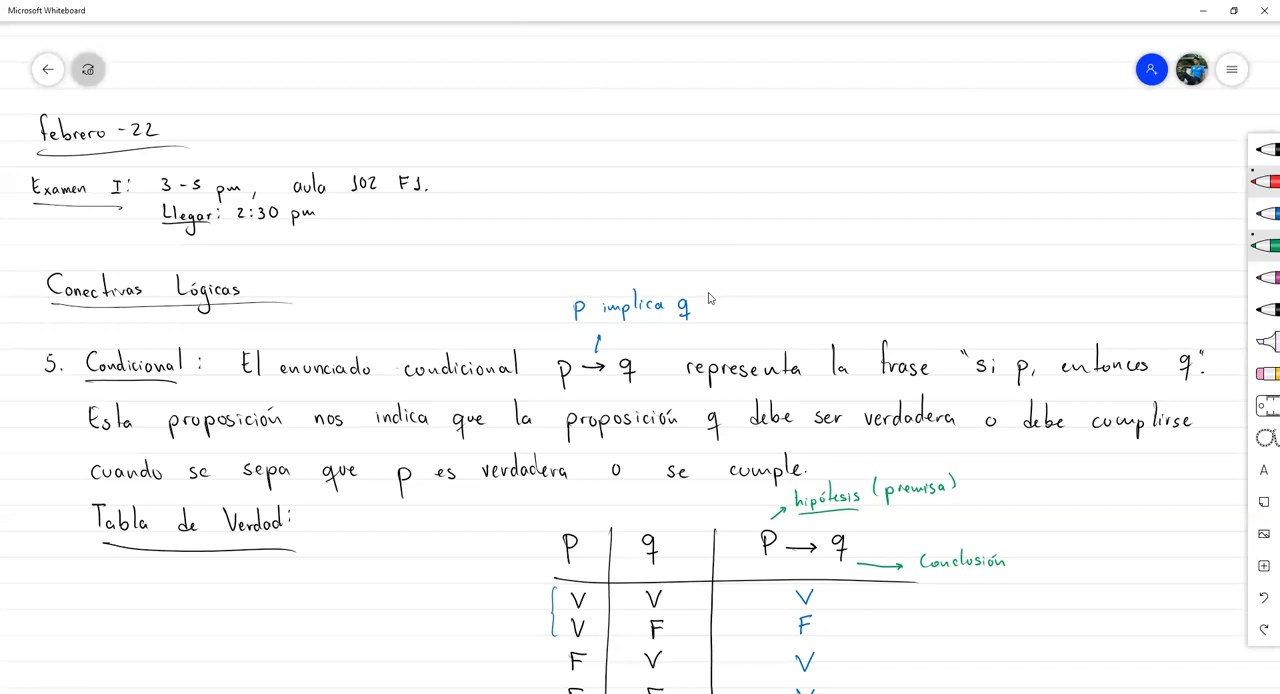 Microsoft Whiteboard
febrero - 22
Examen I: 3 - 5 pm, aula 102 F1.
Llegar: 2:30 pm
Conectivas Lógicas
p implica q
5. Condicional: El enunciado condicional p → q representa la frase "si p, entonces q".
Esta proposición nos indica que la proposición q debe ser verdadera o debe cumplirse
cuando se sepa que p es verdadera o se cumple.
hipótesis (premisa)
Tabla de Verdad:
P q P → q
Conclusión
V V V
V F F
F V V
F F V